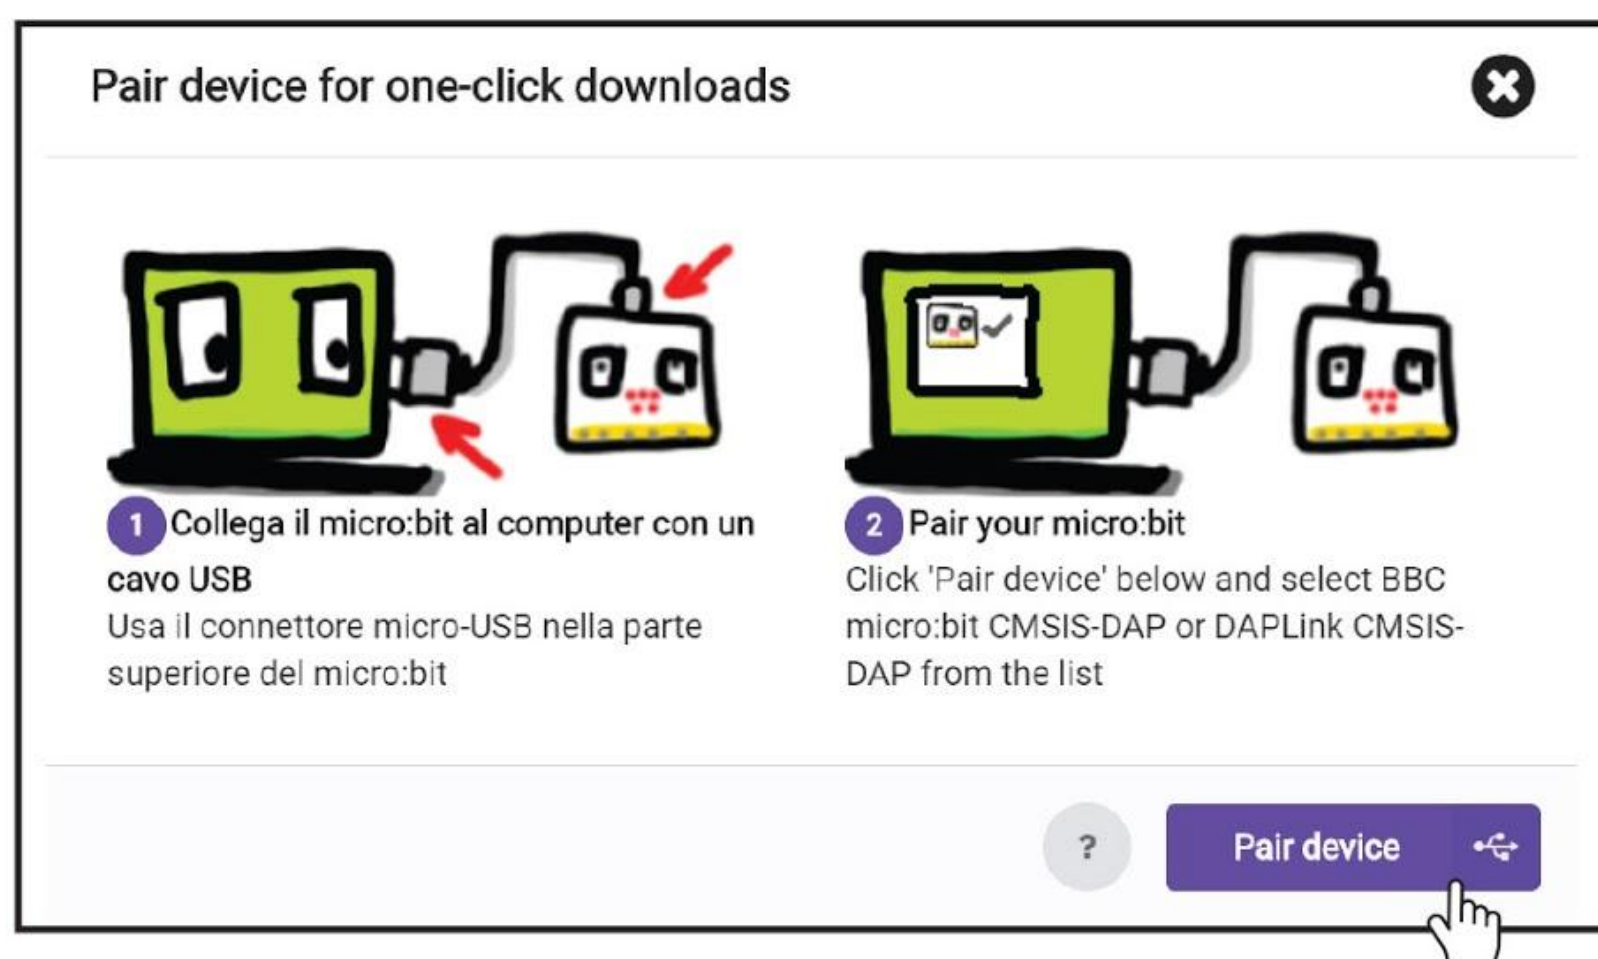 Pair device for one-click downloads
1 Collega il micro:bit al computer con un
cavo USB
Usa il connettore micro-USB nella parte
superiore del micro:bit
2 Pair your micro:bit
Click 'Pair device' below and select BBC
micro:bit CMSIS-DAP or DAPLink CMSIS-
DAP from the list
?
Pair device